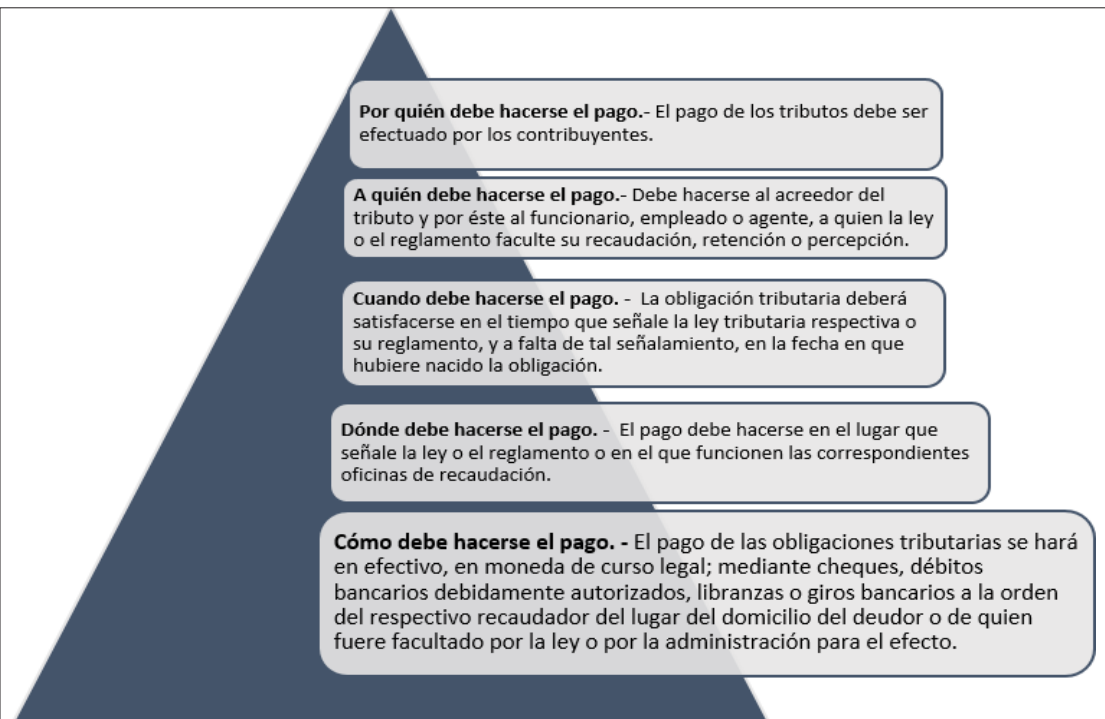 Por quién debe hacerse el pago.- El pago de los tributos debe ser
efectuado por los contribuyentes.
A quién debe hacerse el pago.- Debe hacerse al acreedor del
tributo y por éste al funcionario, empleado o agente, a quien la ley
o el reglamento faculte su recaudación, retención o percepción.
Cuando debe hacerse el pago. - La obligación tributaria deberá
satisfacerse en el tiempo que señale la ley tributaria respectiva o
su reglamento, y a falta de tal señalamiento, en la fecha en que
hubiere nacido la obligación.
Dónde debe hacerse el pago. - El pago debe hacerse en el lugar que
señale la ley o el reglamento o en el que funcionen las correspondientes
oficinas de recaudación.
Cómo debe hacerse el pago. - El pago de las obligaciones tributarias se hará
en efectivo, en moneda de curso legal; mediante cheques, débitos
bancarios debidamente autorizados, libranzas o giros bancarios a la orden
del respectivo recaudador del lugar del domicilio del deudor o de quien
fuere facultado por la ley o por la administración para el efecto.